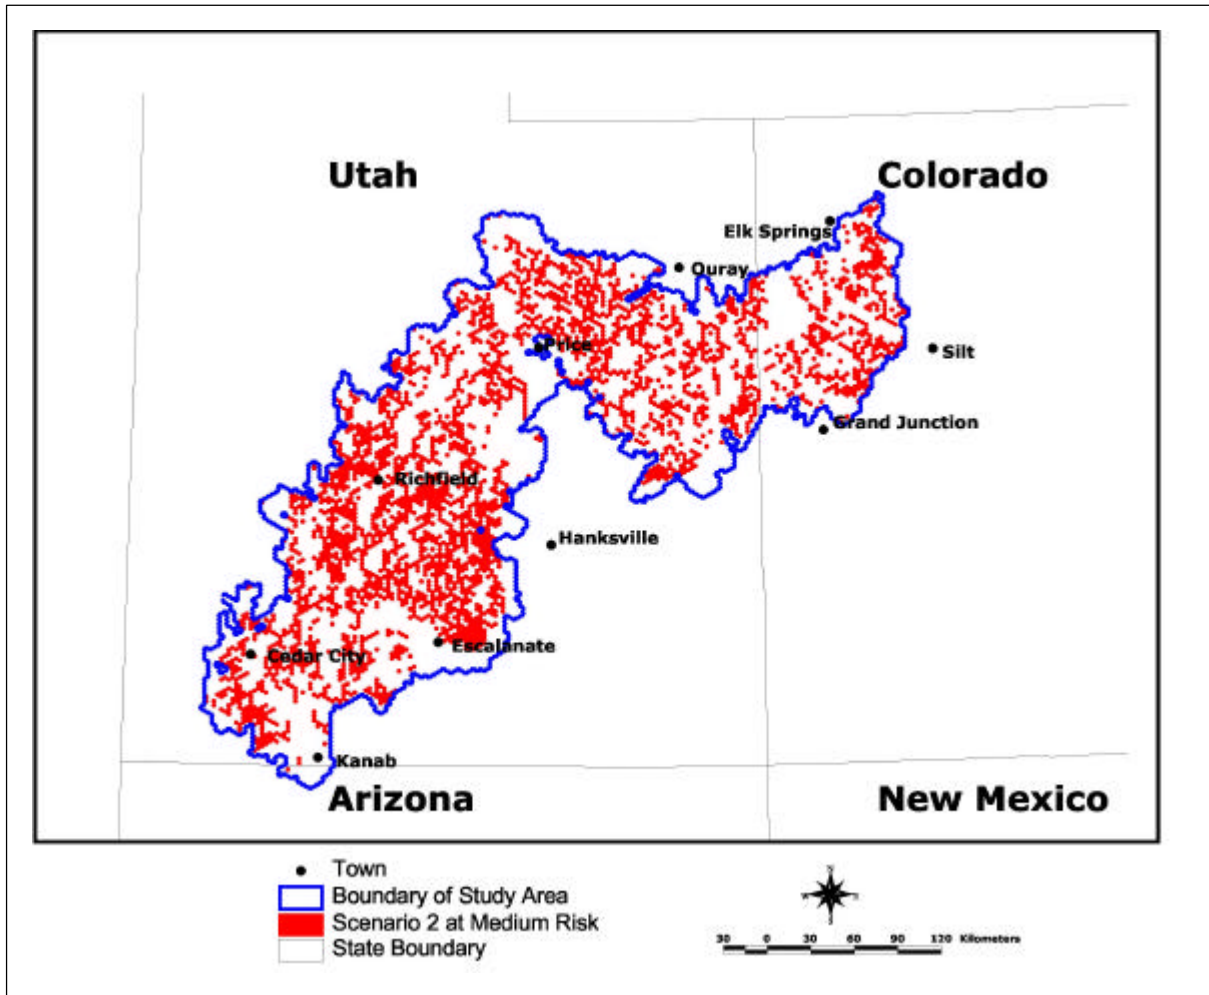 Utah
Colorado
Elk Springs
Ouray
Price
Silt
Grand Junction
Richfield
Hanksville
Escalanate
Cedar City
Kanab
Arizona
New Mexico
Town
Boundary of Study Area
Scenario 2 at Medium Risk
State Boundary
N
W E
S
30 0 30 60 90 120 Kilometers